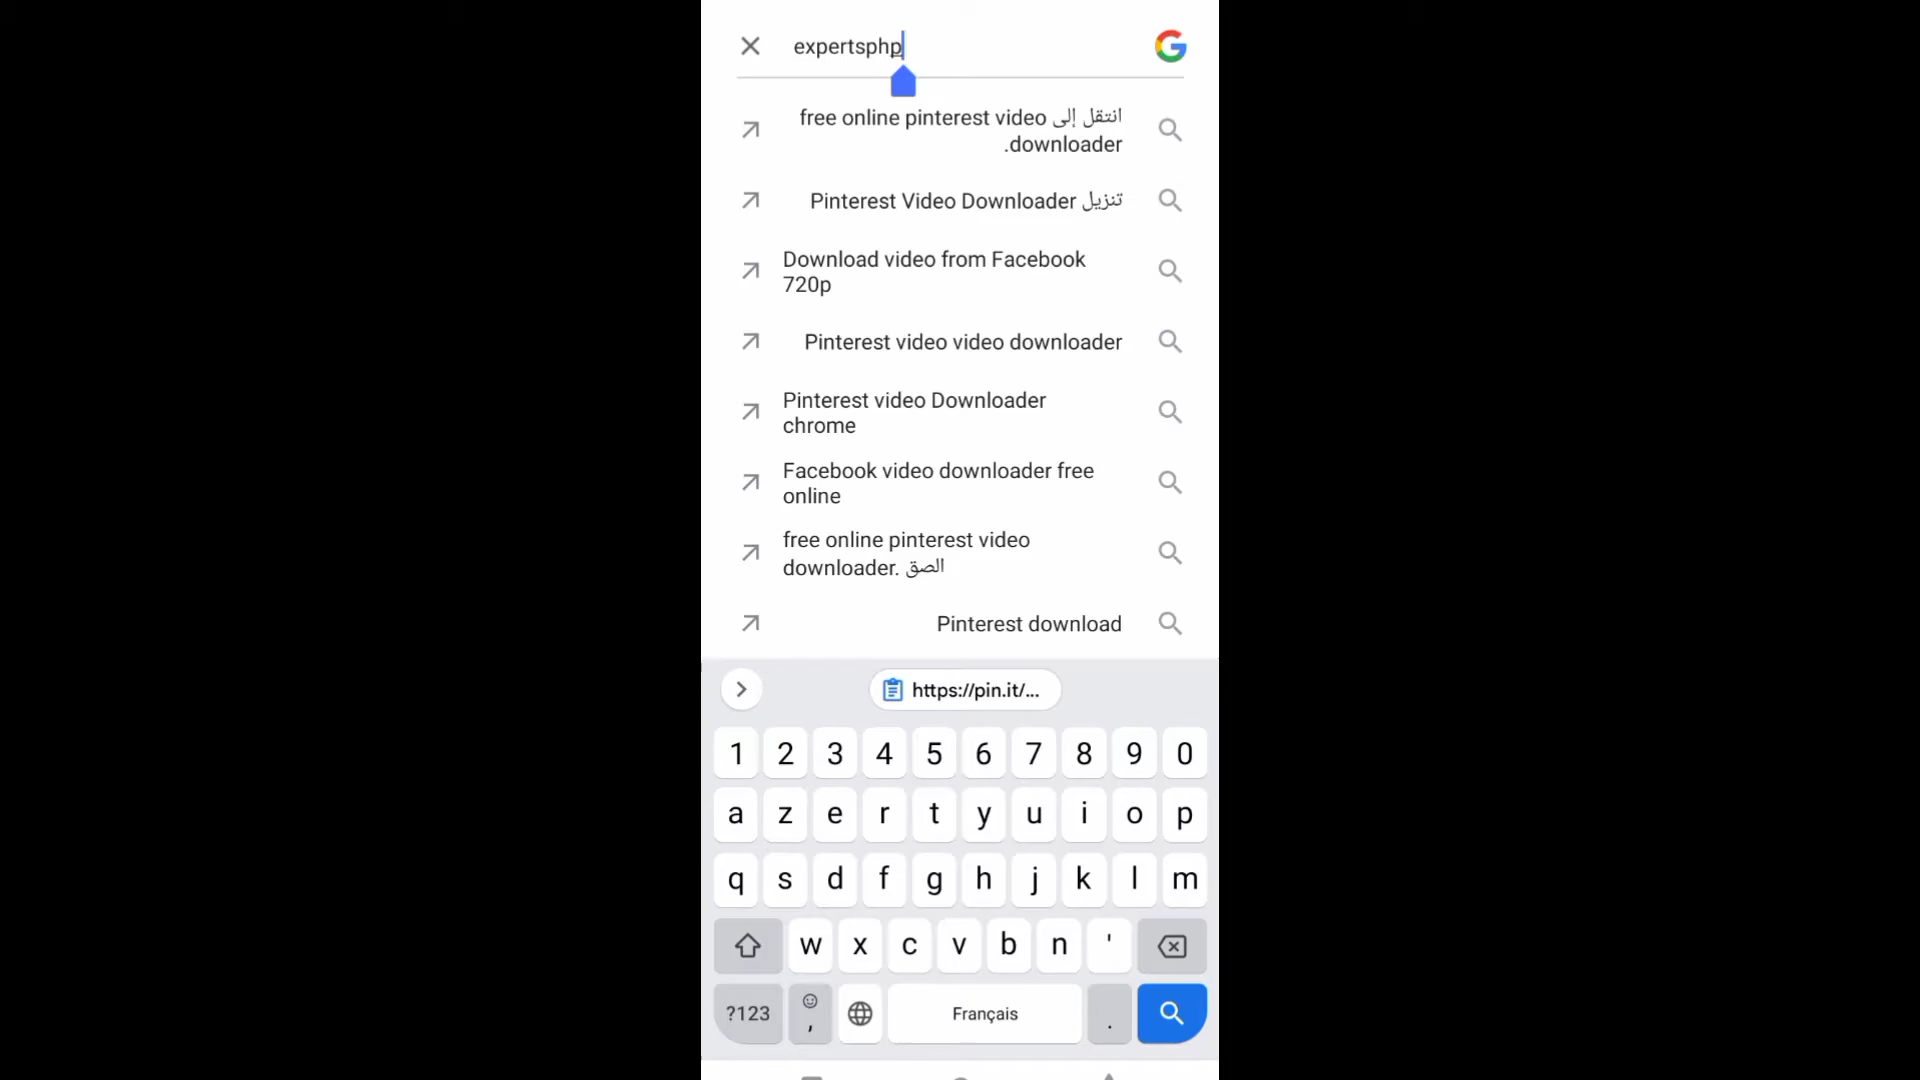 expertsphp
انتقل إلى free online pinterest video
downloader.
تنزيل Pinterest Video Downloader
Download video from Facebook
720p
Pinterest video video downloader
Pinterest video Downloader
chrome
Facebook video downloader free
online
free online pinterest video
downloader. الصق
Pinterest download
https://pin.it/...
1 2 3 4 5 6 7 8 9 0
a z e r t y u i o p
q s d f g h j k l m
w x c v b n '
?123 , Français .